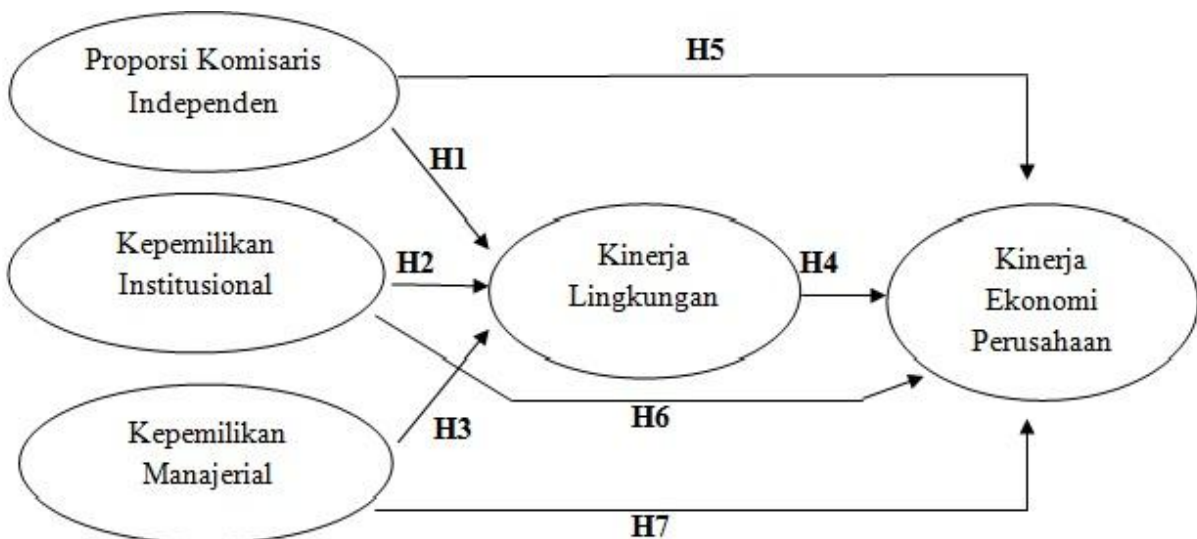 Proporsi Komisaris
Independen
H5
H1
Kepemilikan
Institusional
H2
Kinerja
Lingkungan
H4
Kinerja
Ekonomi
Perusahaan
H3
H6
Kepemilikan
Manajerial
H7